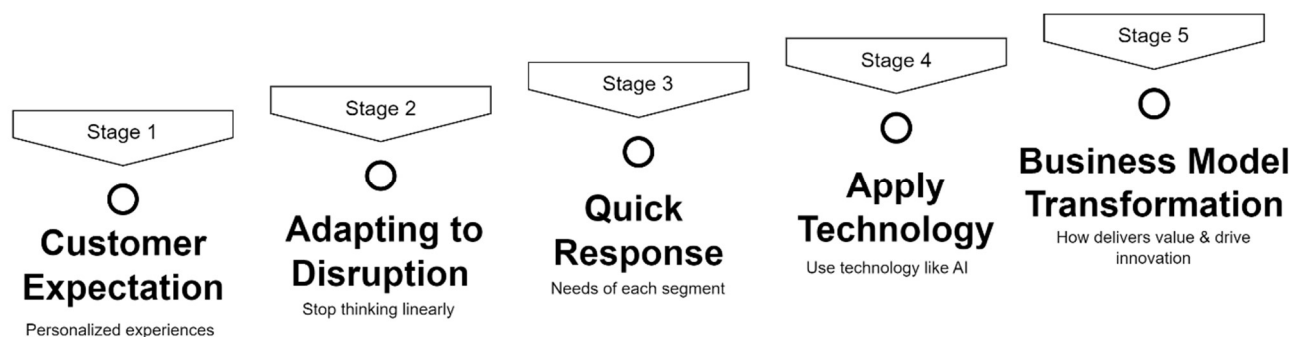 Stage 1
Customer
Expectation
Personalized experiences
Stage 2
Adapting to
Disruption
Stop thinking linearly
Stage 3
Quick
Response
Needs of each segment
Stage 4
Apply
Technology
Use technology like AI
Stage 5
Business Model
Transformation
How delivers value & drive
innovation